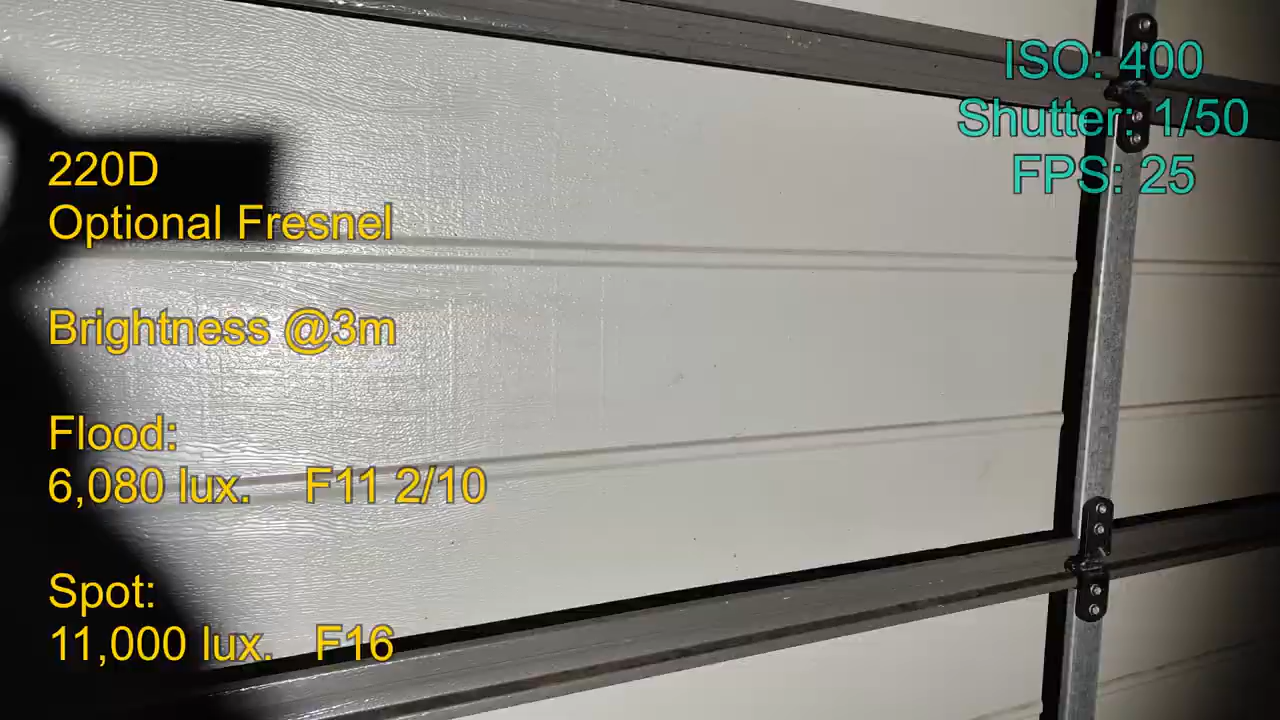 220D
Optional Fresnel
Brightness @3m
Flood:
6,080 lux. F11 2/10
Spot:
11,000 lux. F16
ISO: 400
Shutter: 1/50
FPS: 25